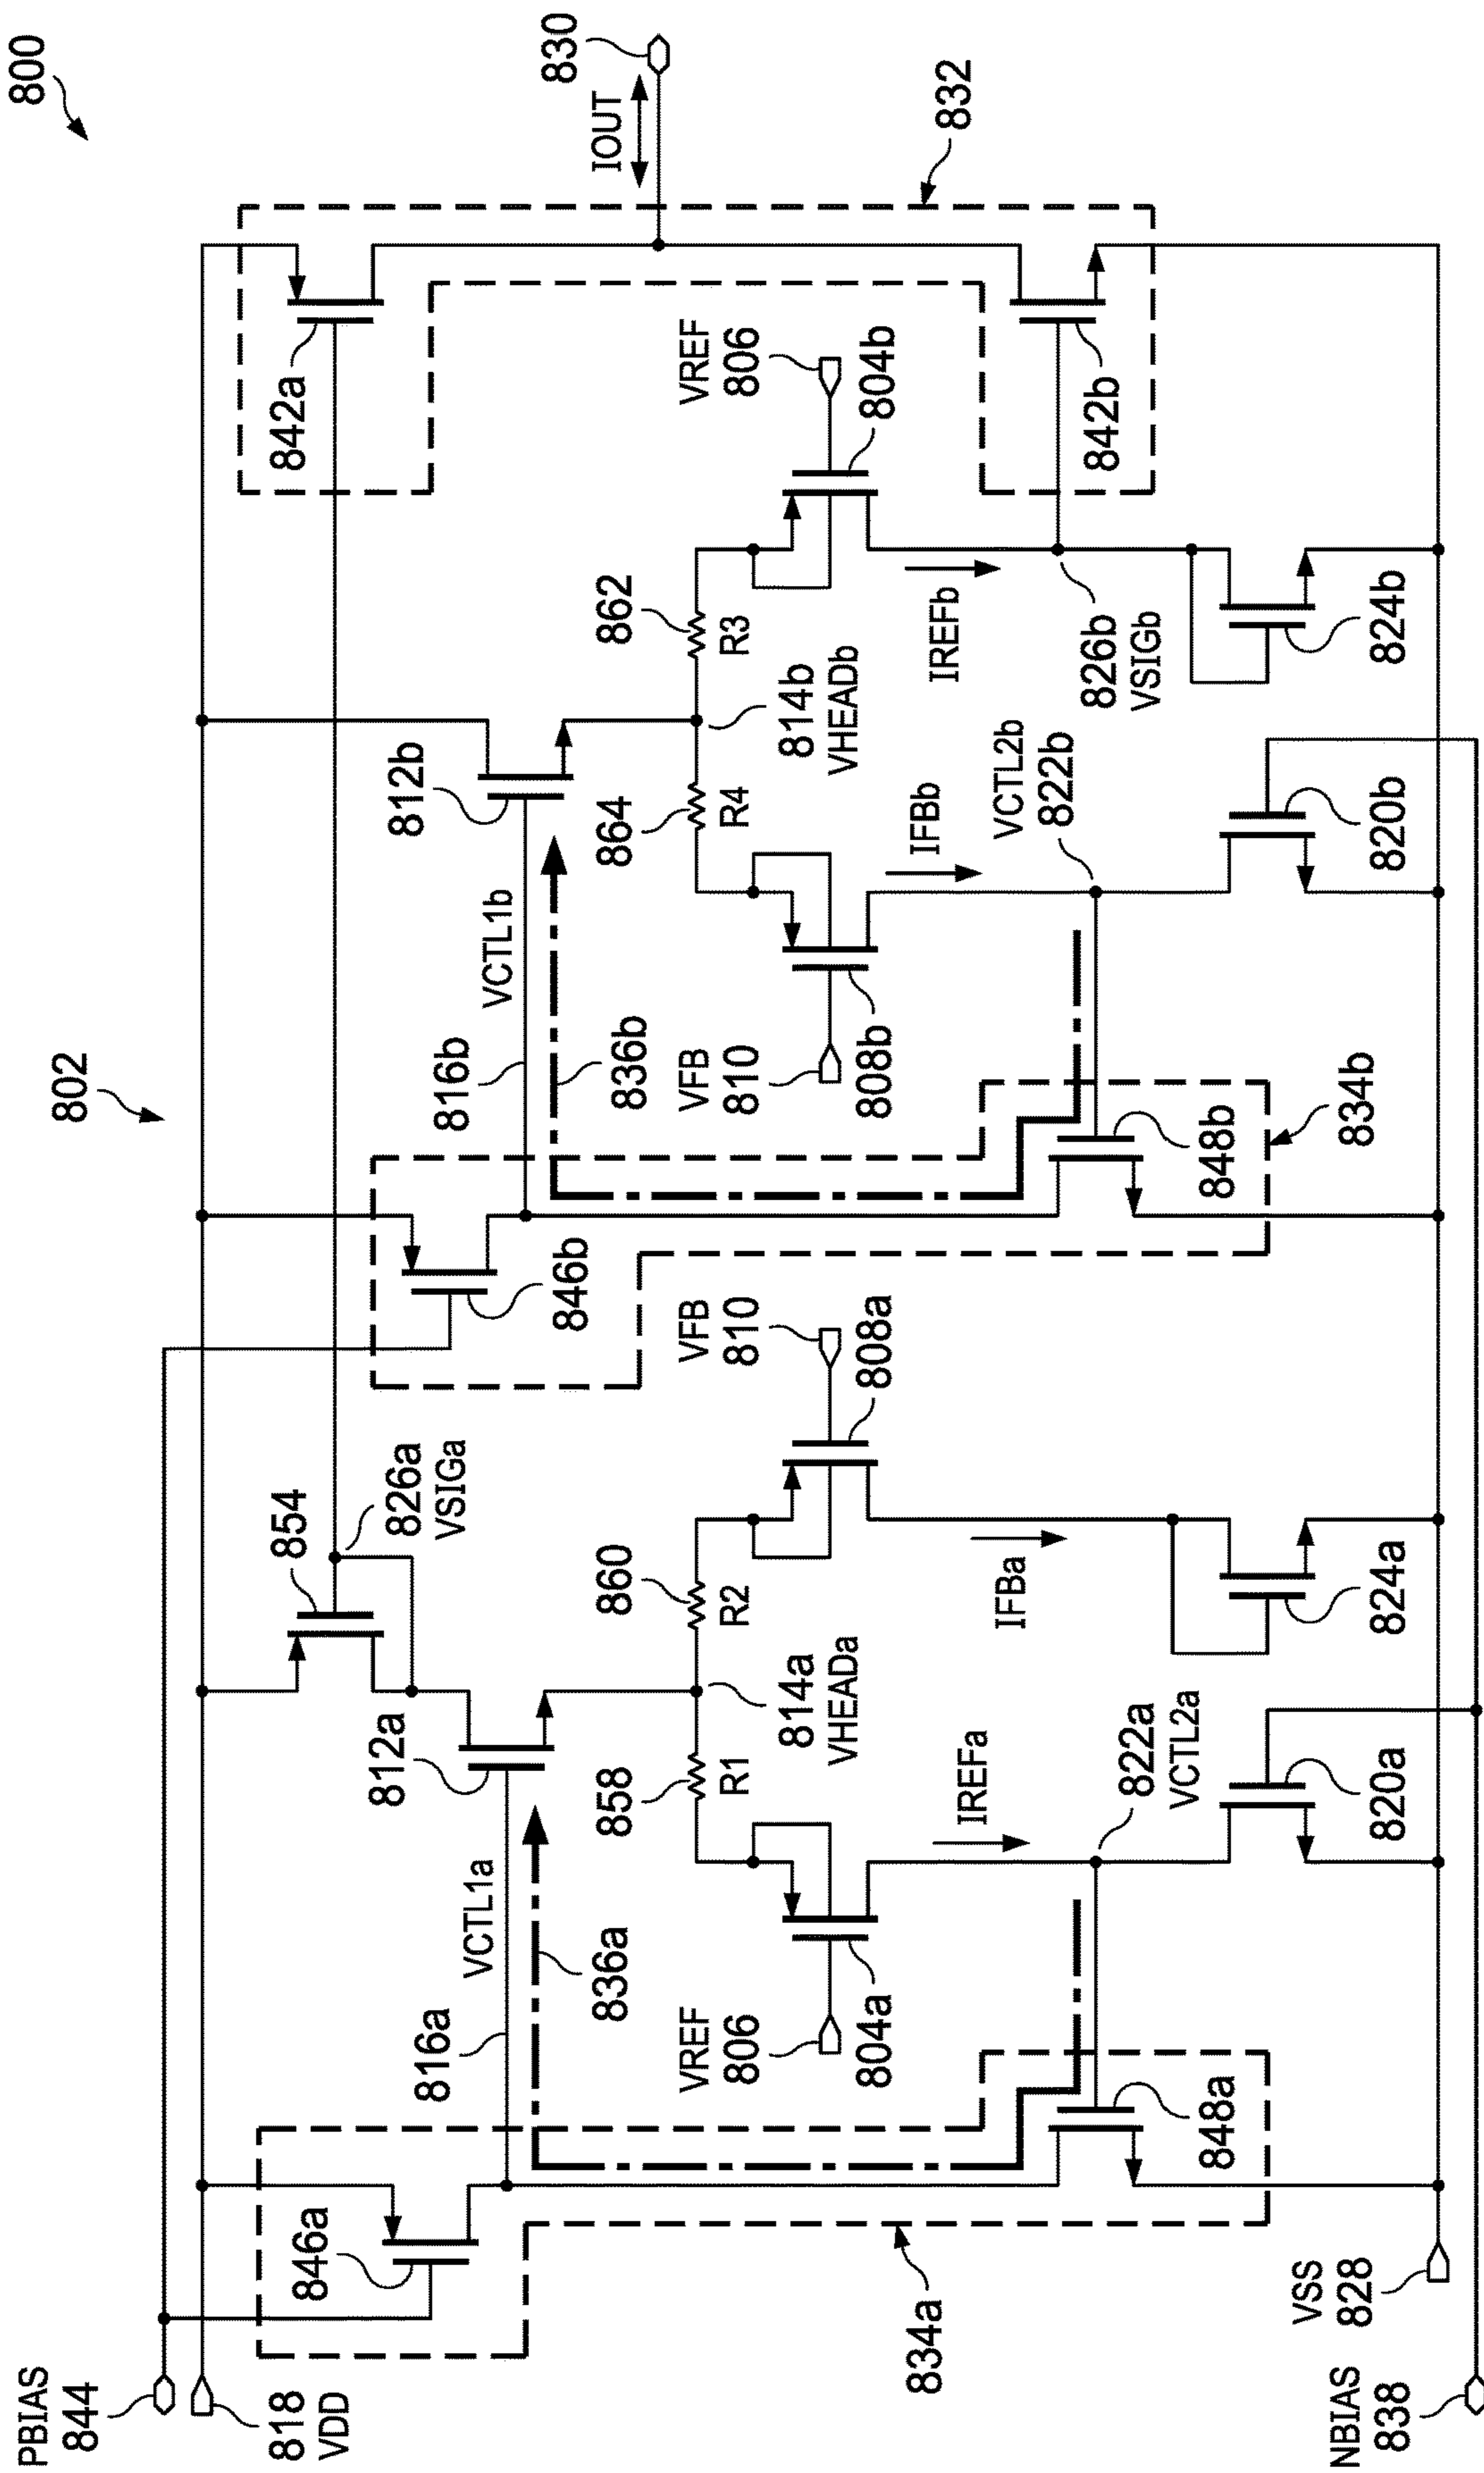 800
802
PBIAS
844
818
VDD
846a
834a
816a
VCTL1a
836a
812a
854
826a
VSIGa
858
R1
860
R2
814a
VHEADa
VREF
806
804a
VFB
810
808a
IREFa
IFBa
822a
VCTL2a
848a
820a
824a
846b
834b
816b
VCTL1b
836b
812b
864
R4
862
R3
814b
VHEADb
VFB
810
808b
VREF
806
804b
IFBb
IREFb
VCTL2b
822b
826b
VSIGb
848b
820b
824b
842a
842b
832
IOUT
830
VSS
828
NBIAS
838